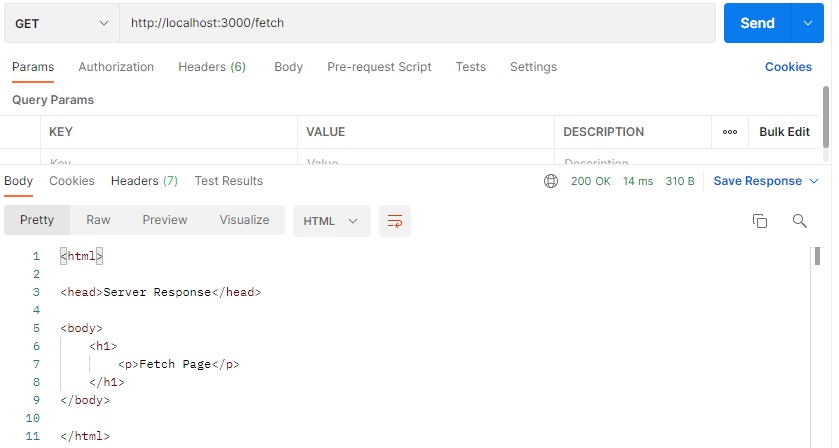 GET http://localhost:3000/fetch Send
Params Authorization Headers (6) Body Pre-request Script Tests Settings Cookies
Query Params
KEY VALUE DESCRIPTION ooo Bulk Edit
Key Value Description
Body Cookies Headers (7) Test Results 200 OK 14 ms 310 B Save Response
Pretty Raw Preview Visualize HTML
1 <html>
2
3 <head>Server Response</head>
4
5 <body>
6 <h1>
7 <p>Fetch Page</p>
8 </h1>
9 </body>
10
11 </html>